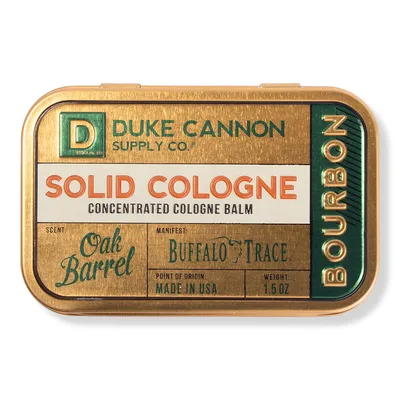 D
DUKE CANNON
SUPPLY CO.
SOLID COLOGNE
CONCENTRATED COLOGNE BALM
SCENT:
Oak
Barrel
MANIFEST:
BUFFALO TRACE
POINT OF ORIGIN:
MADE IN USA
WEIGHT:
1.5 OZ
BOURBON